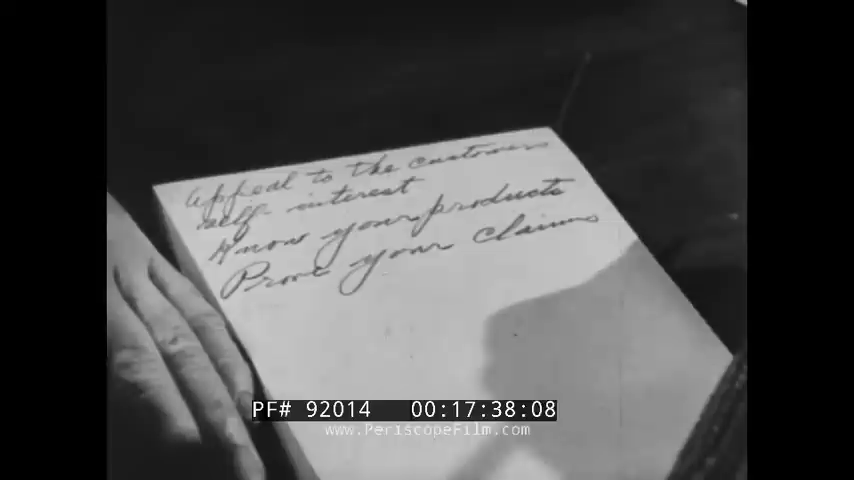 Appeal to the customers
self interest
Know your products
Prove your claims
PF# 92014 00:17:38:08
www.PeriscopeFilm.com